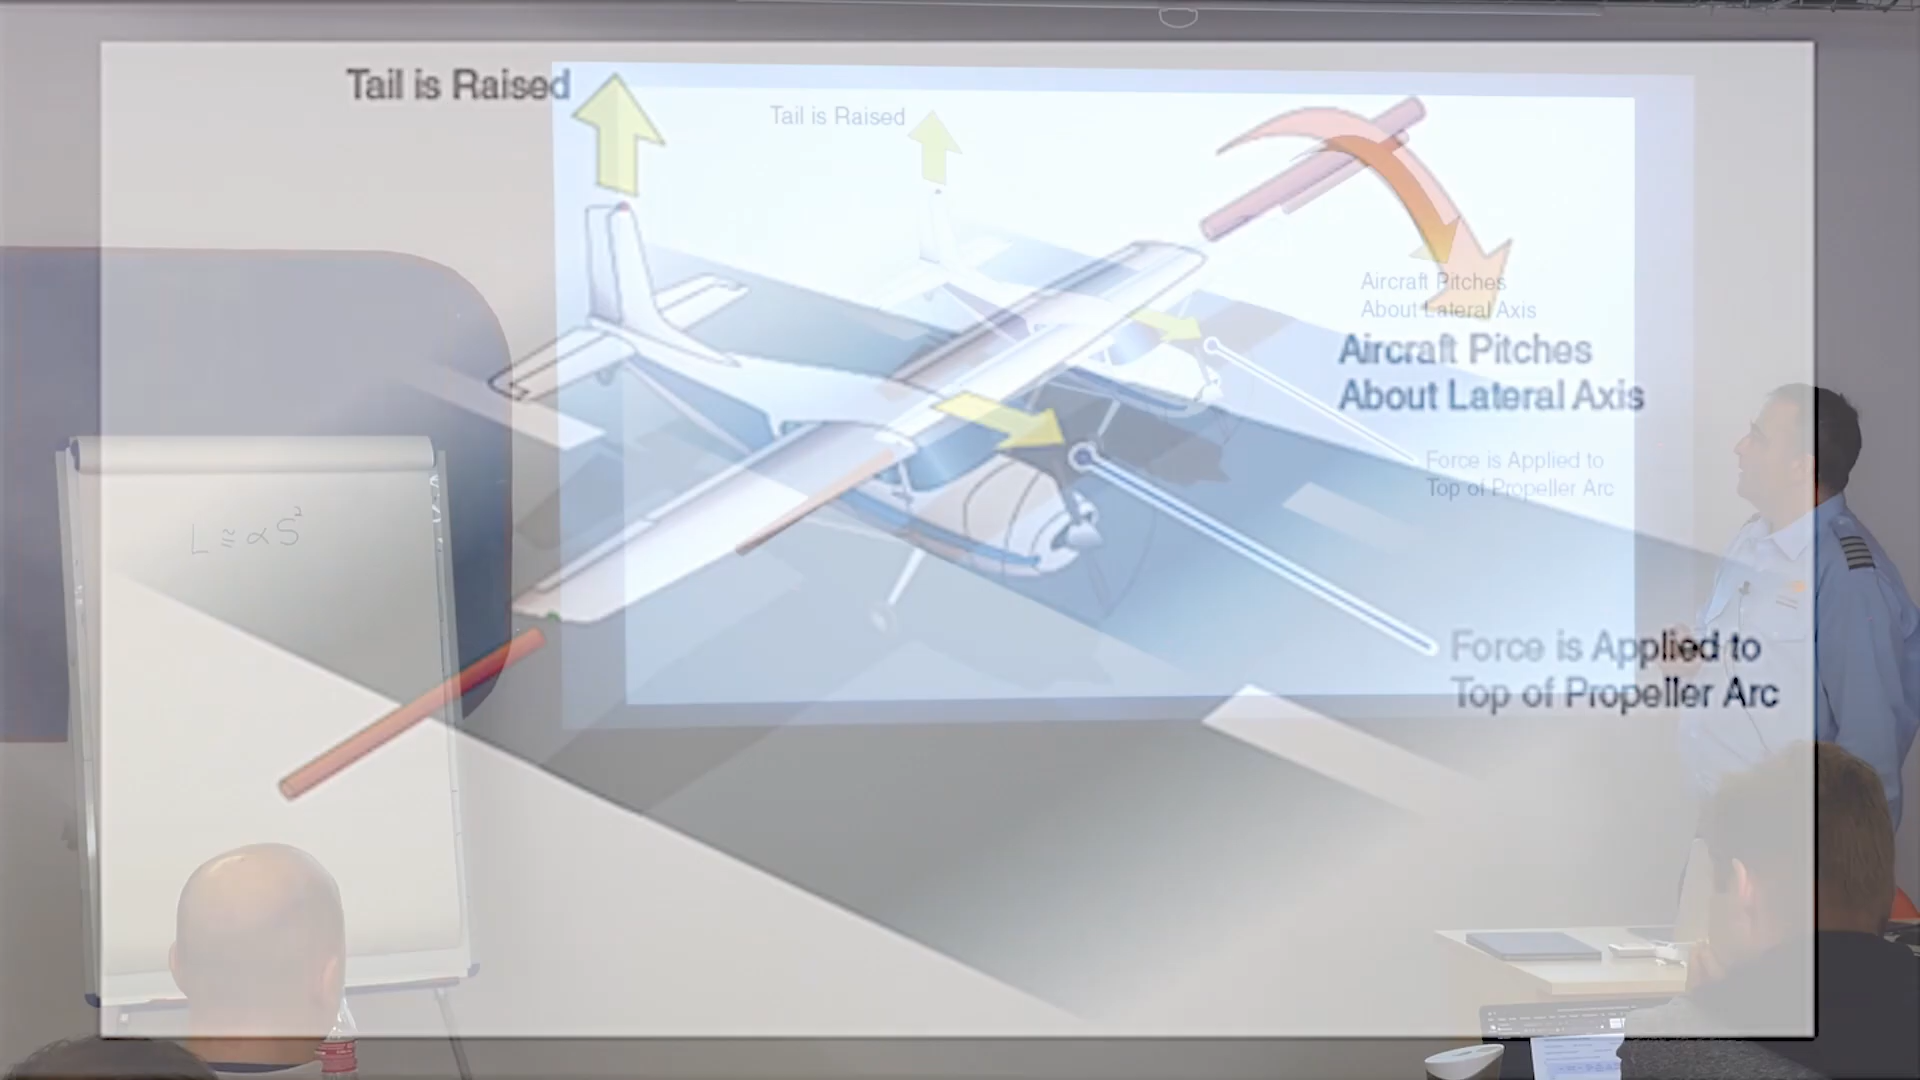 Tail is Raised
Tail is Raised
Aircraft Pitches
About Lateral Axis
Aircraft Pitches
About Lateral Axis
Force is Applied to
Top of Propeller Arc
L ≅ αS²
Force is Applied to
Top of Propeller Arc